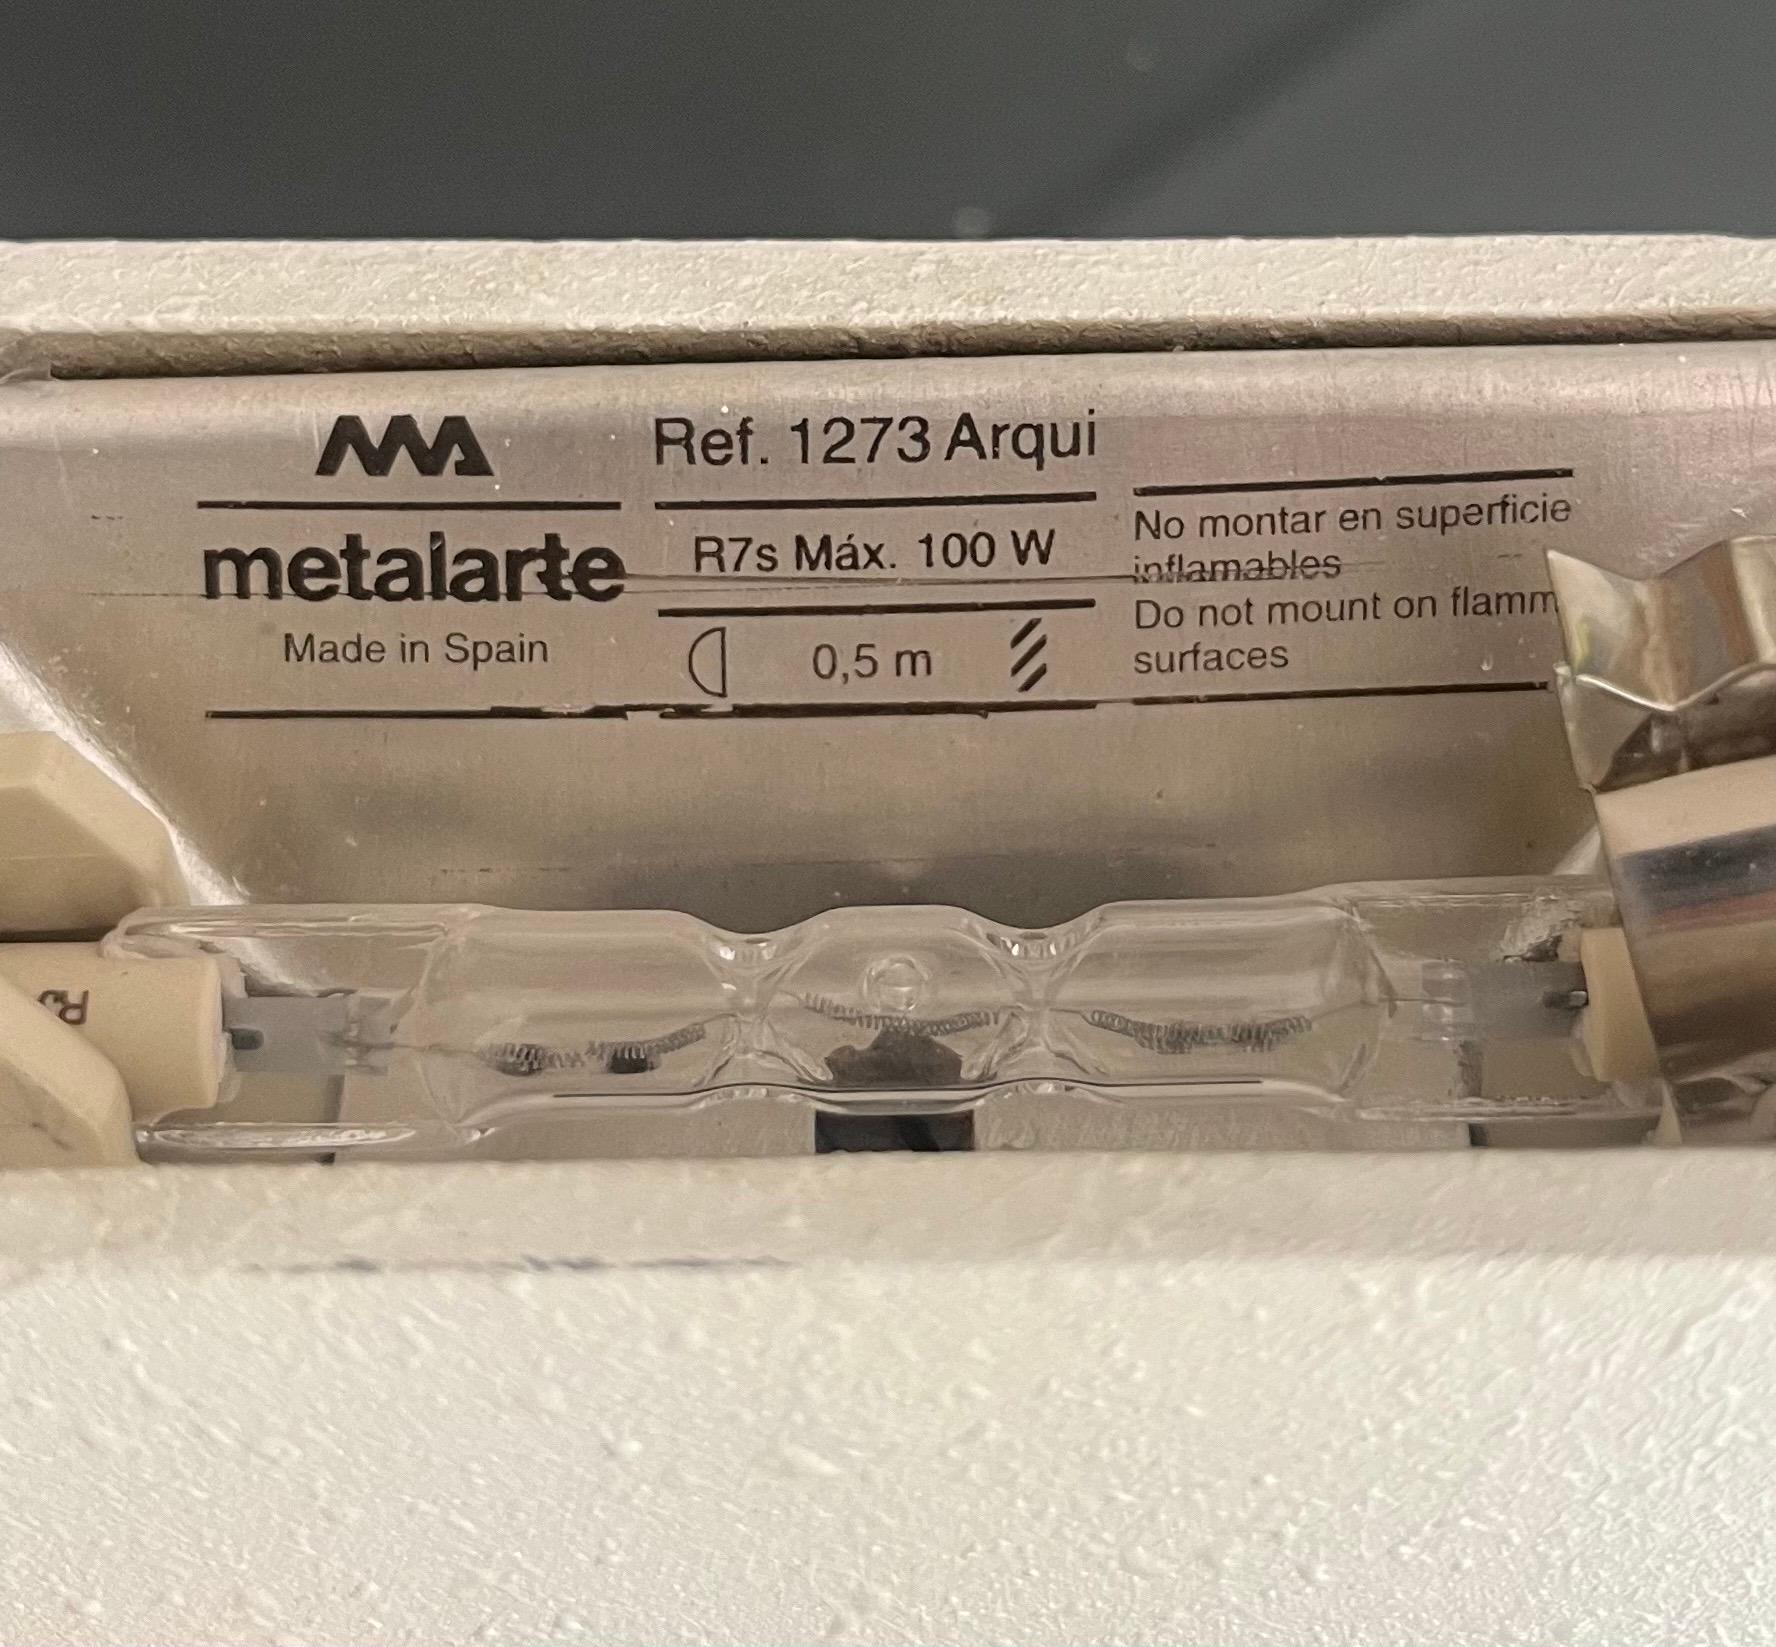 metalarte
Made in Spain
Ref. 1273 Arqui
R7s Máx. 100 W
0,5 m
No montar en superficie
inflamables
Do not mount on flamm
surfaces